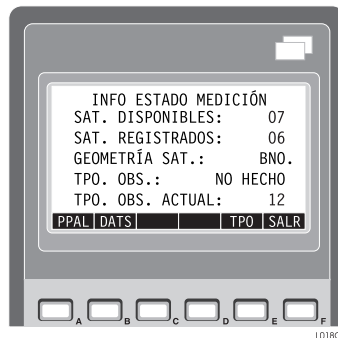 INFO ESTADO MEDICIÓN
SAT. DISPONIBLES: 07
SAT. REGISTRADOS: 06
GEOMETRÍA SAT.: BNO.
TPO. OBS.: NO HECHO
TPO. OBS. ACTUAL: 12
PPAL DATS TPO SALR
A B C D E F
L0180